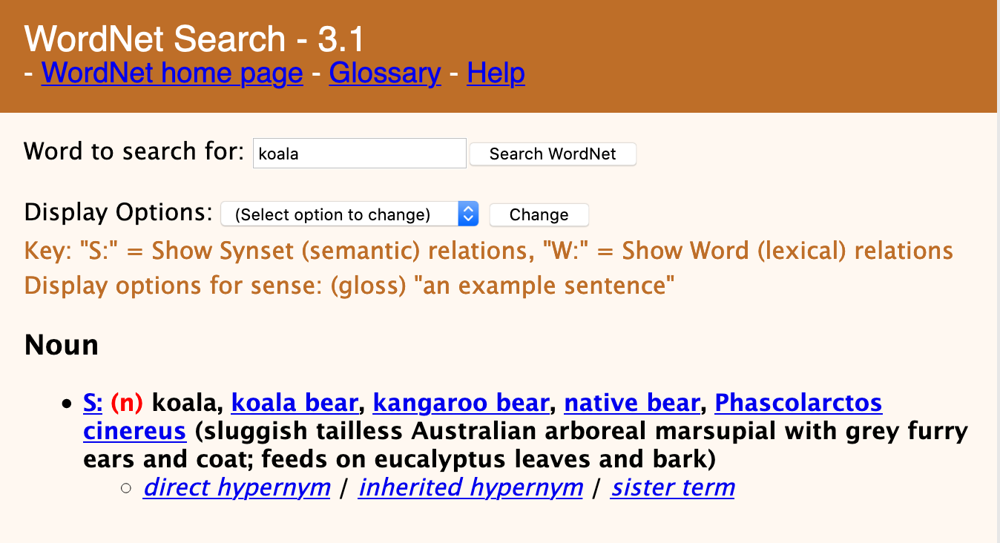 WordNet Search - 3.1
- WordNet home page - Glossary - Help
Word to search for: koala Search WordNet
Display Options: (Select option to change) Change
Key: "S:" = Show Synset (semantic) relations, "W:" = Show Word (lexical) relations
Display options for sense: (gloss) "an example sentence"
Noun
• S: (n) koala, koala bear, kangaroo bear, native bear, Phascolarctos
cinereus (sluggish tailless Australian arboreal marsupial with grey furry
ears and coat; feeds on eucalyptus leaves and bark)
○ direct hypernym / inherited hypernym / sister term